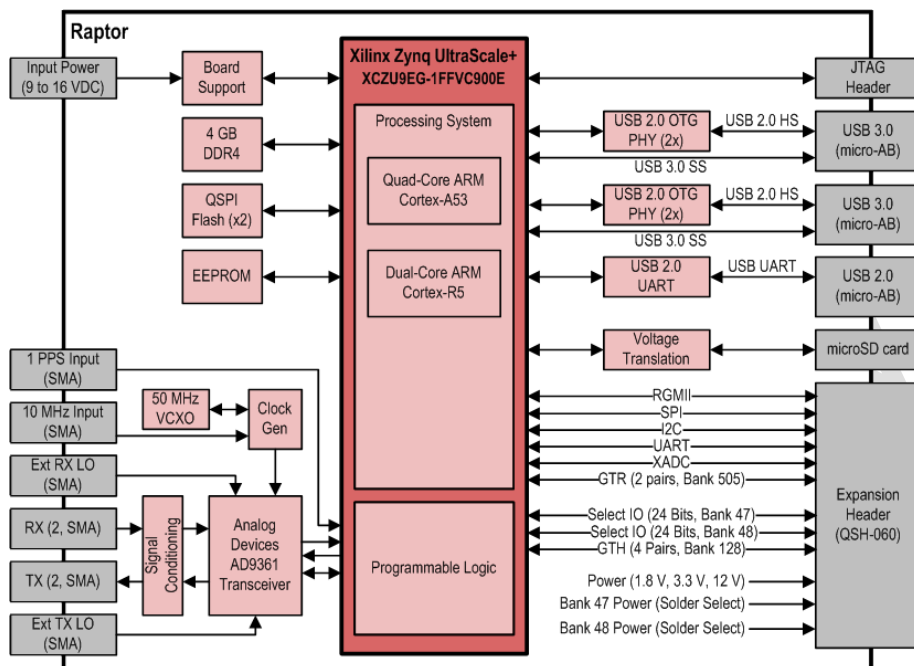 Raptor
Input Power
(9 to 16 VDC)
Board
Support
4 GB
DDR4
QSPI
Flash (x2)
EEPROM
1 PPS Input
(SMA)
10 MHz Input
(SMA)
Ext RX LO
(SMA)
RX (2, SMA)
TX (2, SMA)
Ext TX LO
(SMA)
50 MHz
VCXO
Clock
Gen
Signal
Conditioning
Analog
Devices
AD9361
Transceiver
Xilinx Zynq UltraScale+
XCZU9EG-1FFVC900E
Processing System
Quad-Core ARM
Cortex-A53
Dual-Core ARM
Cortex-R5
Programmable Logic
JTAG
Header
USB 2.0 OTG
PHY (2x)
USB 2.0 HS
USB 3.0 SS
USB 3.0
(micro-AB)
USB 2.0 OTG
PHY (2x)
USB 2.0 HS
USB 3.0 SS
USB 3.0
(micro-AB)
USB 2.0
UART
USB UART
USB 2.0
(micro-AB)
Voltage
Translation
microSD card
RGMII
SPI
I2C
UART
XADC
GTR (2 pairs, Bank 505)
Select IO (24 Bits, Bank 47)
Select IO (24 Bits, Bank 48)
GTH (4 Pairs, Bank 128)
Power (1.8 V, 3.3 V, 12 V)
Bank 47 Power (Solder Select)
Bank 48 Power (Solder Select)
Expansion
Header
(QSH-060)